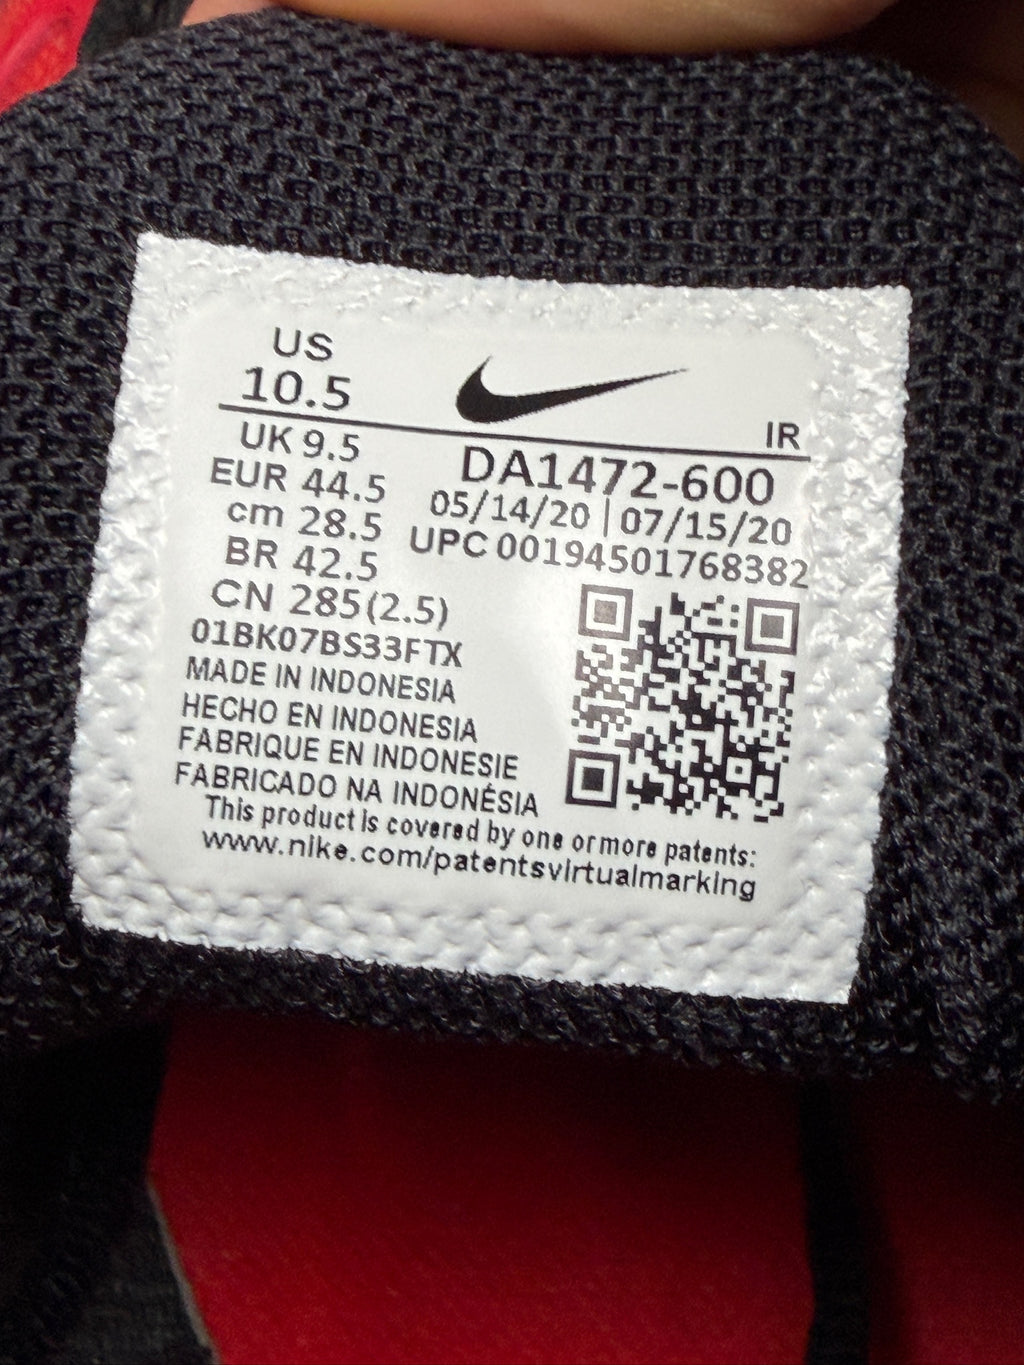 US
10.5
IR
UK 9.5
EUR 44.5
cm 28.5
BR 42.5
CN 285(2.5)
DA1472-600
05/14/20 | 07/15/20
UPC 00194501768382
01BK07BS33FTX
MADE IN INDONESIA
HECHO EN INDONESIA
FABRIQUE EN INDONESIE
FABRICADO NA INDONÉSIA
This product is covered by one or more patents:
www.nike.com/patentsvirtualmarking